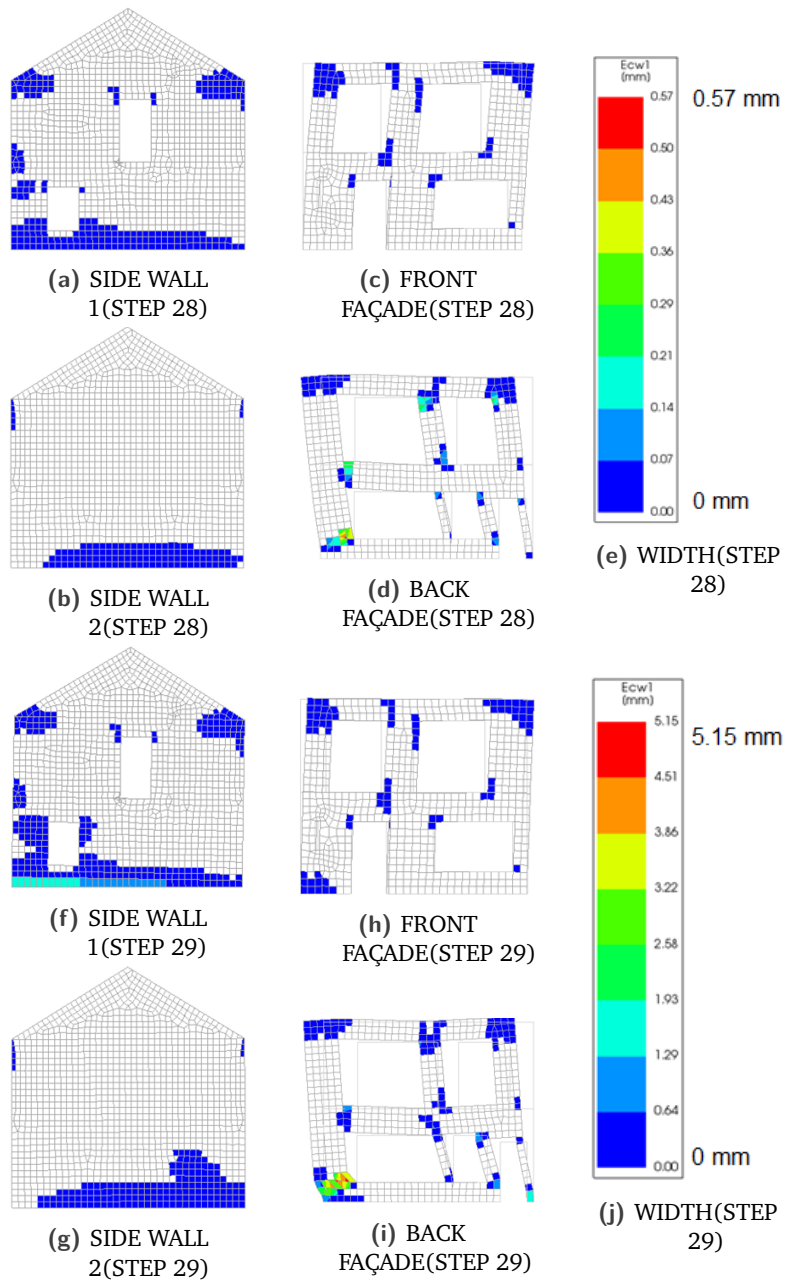 Ecw1
(mm)
0.57
0.50
0.43
0.36
0.29
0.21
0.14
0.07
0.00
0.57 mm
0 mm
(a) SIDE WALL
1(STEP 28)
(c) FRONT
FAÇADE(STEP 28)
(b) SIDE WALL
2(STEP 28)
(d) BACK
FAÇADE(STEP 28)
(e) WIDTH(STEP
28)
Ecw1
(mm)
5.15
4.51
3.86
3.22
2.58
1.93
1.29
0.64
0.00
5.15 mm
0 mm
(f) SIDE WALL
1(STEP 29)
(h) FRONT
FAÇADE(STEP 29)
(g) SIDE WALL
2(STEP 29)
(i) BACK
FAÇADE(STEP 29)
(j) WIDTH(STEP
29)